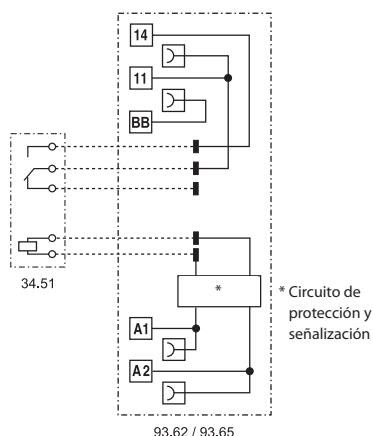 14
11
BB
34.51
*
* Circuito de
protección y
señalización
A1
A2
93.62 / 93.65